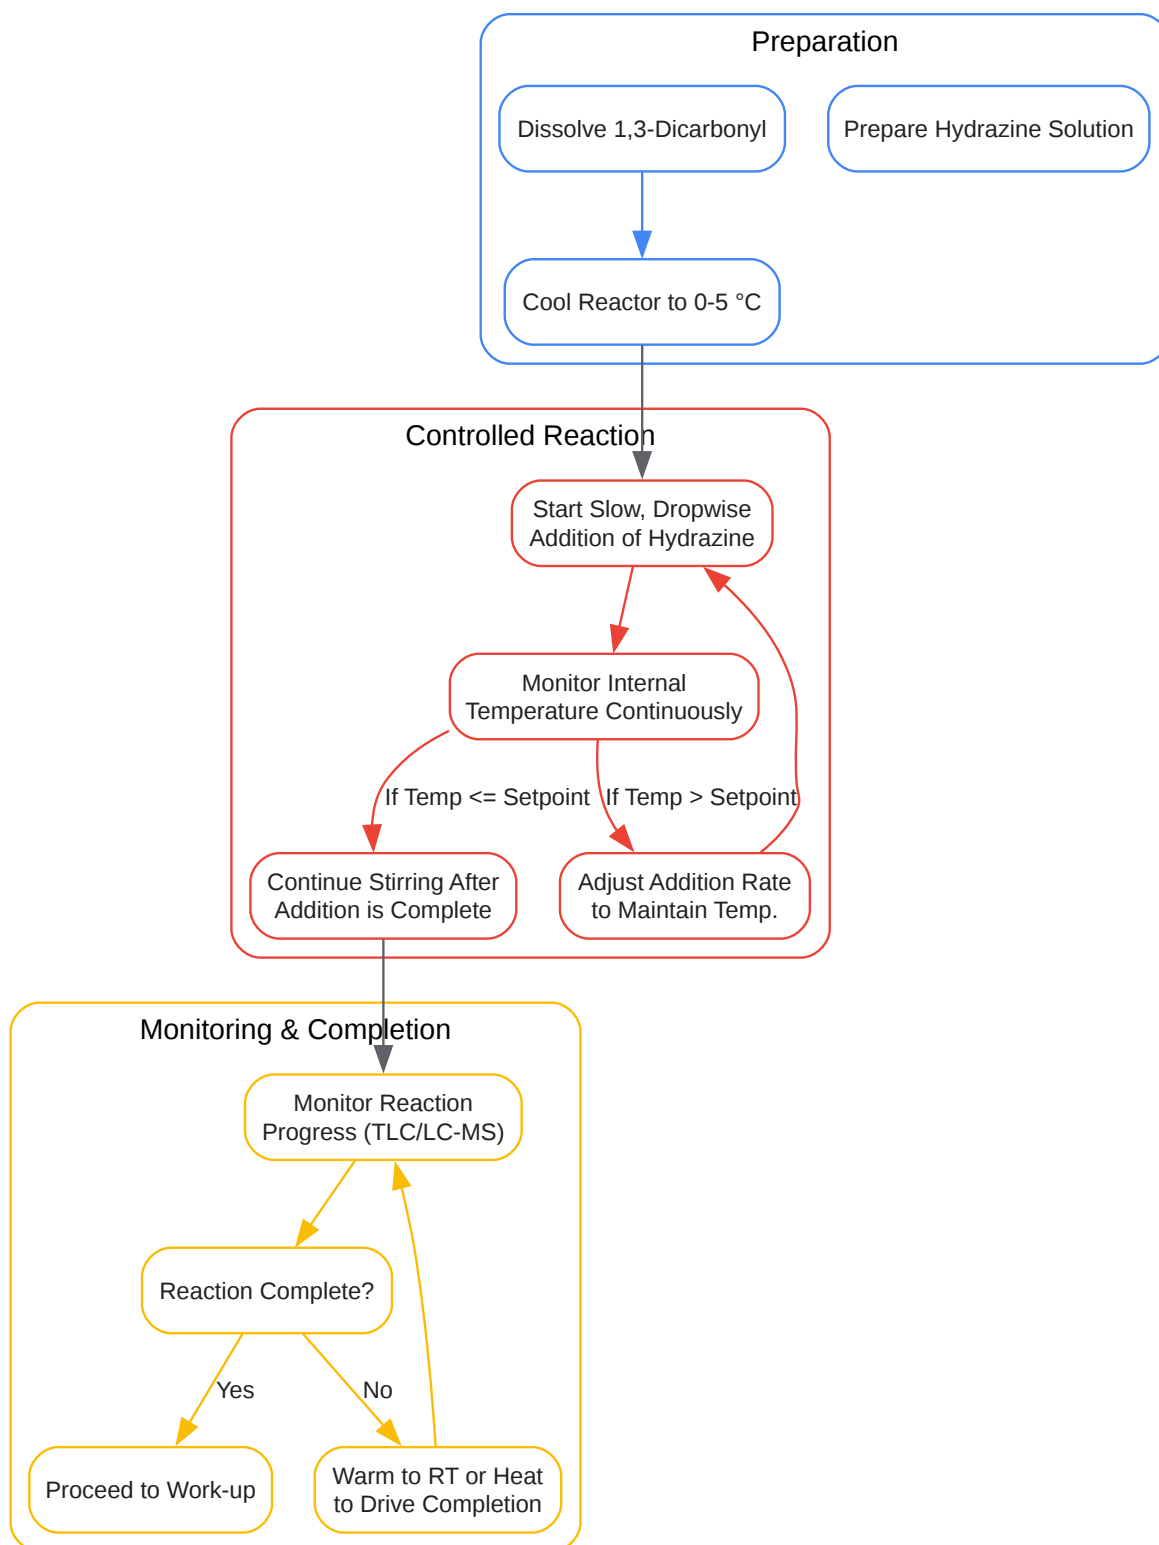 Preparation
Dissolve 1,3-Dicarbonyl
Prepare Hydrazine Solution
Cool Reactor to 0-5 °C
Controlled Reaction
Start Slow, Dropwise
Addition of Hydrazine
Monitor Internal
Temperature Continuously
If Temp <= Setpoint
If Temp > Setpoint
Continue Stirring After
Addition is Complete
Adjust Addition Rate
to Maintain Temp.
Monitoring & Completion
Monitor Reaction
Progress (TLC/LC-MS)
Reaction Complete?
Yes
No
Proceed to Work-up
Warm to RT or Heat
to Drive Completion